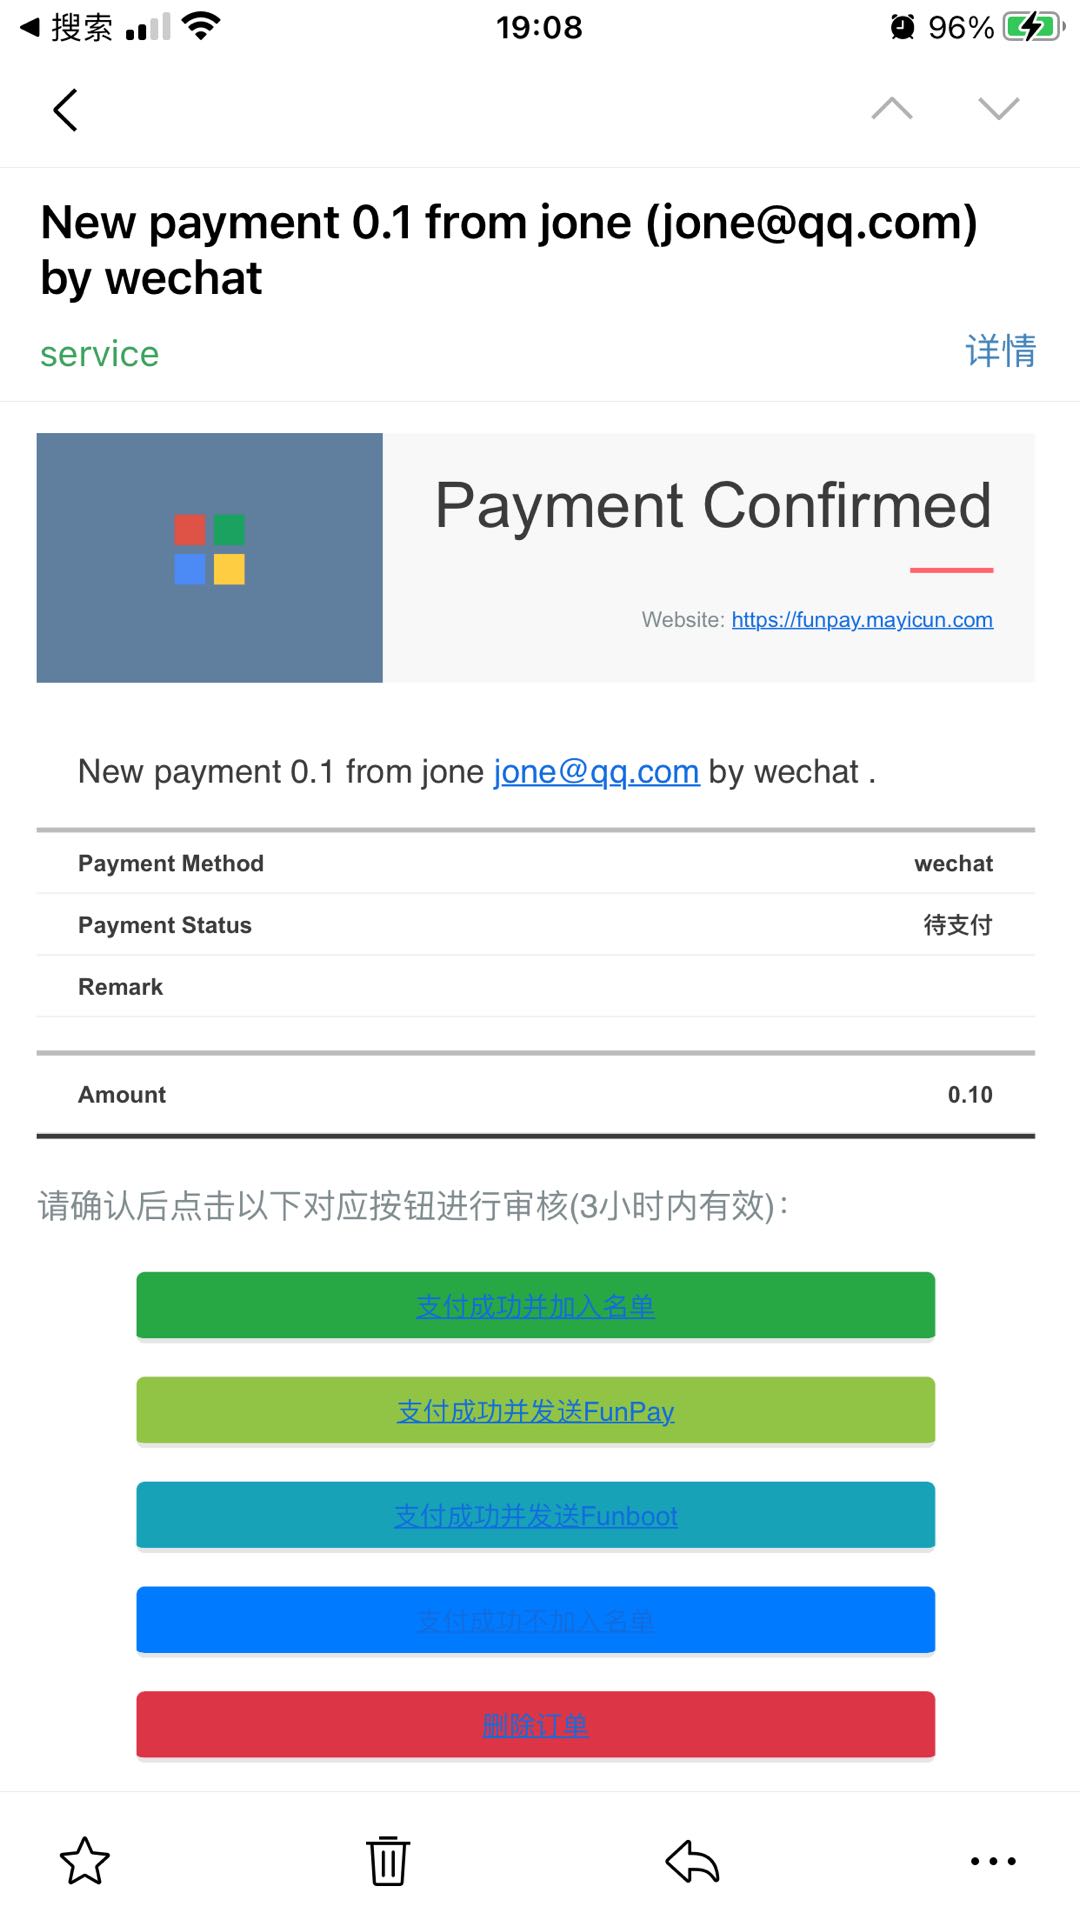 搜索
19:08
96%
New payment 0.1 from jone (jone@qq.com)
by wechat
service
详情
Payment Confirmed
Website: https://funpay.mayicun.com
New payment 0.1 from jone jone@qq.com by wechat .
Payment Method wechat
Payment Status 待支付
Remark
Amount 0.10
请确认后点击以下对应按钮进行审核(3小时内有效):
支付成功并加入名单
支付成功并发送FunPay
支付成功并发送Funboot
支付成功不加入名单
删除订单